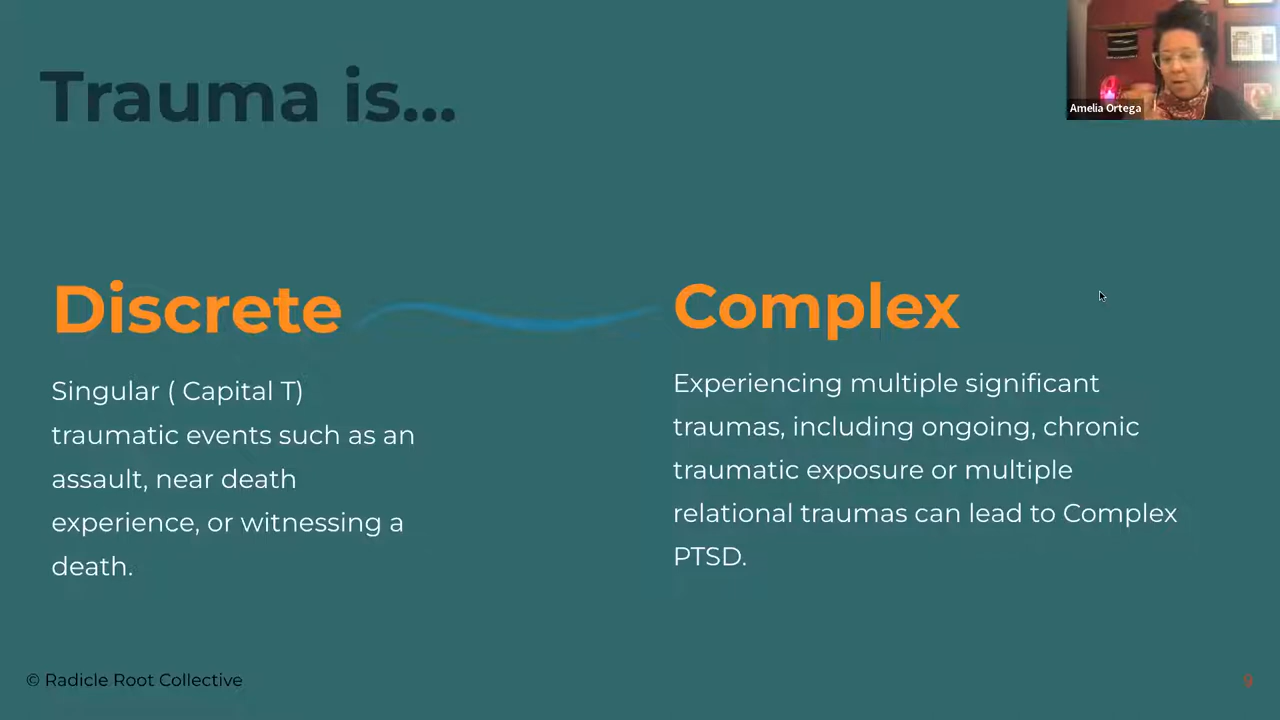 Trauma is...
Amelia Ortega
Discrete
Singular ( Capital T)
traumatic events such as an
assault, near death
experience, or witnessing a
death.
Complex
Experiencing multiple significant
traumas, including ongoing, chronic
traumatic exposure or multiple
relational traumas can lead to Complex
PTSD.
© Radicle Root Collective
9